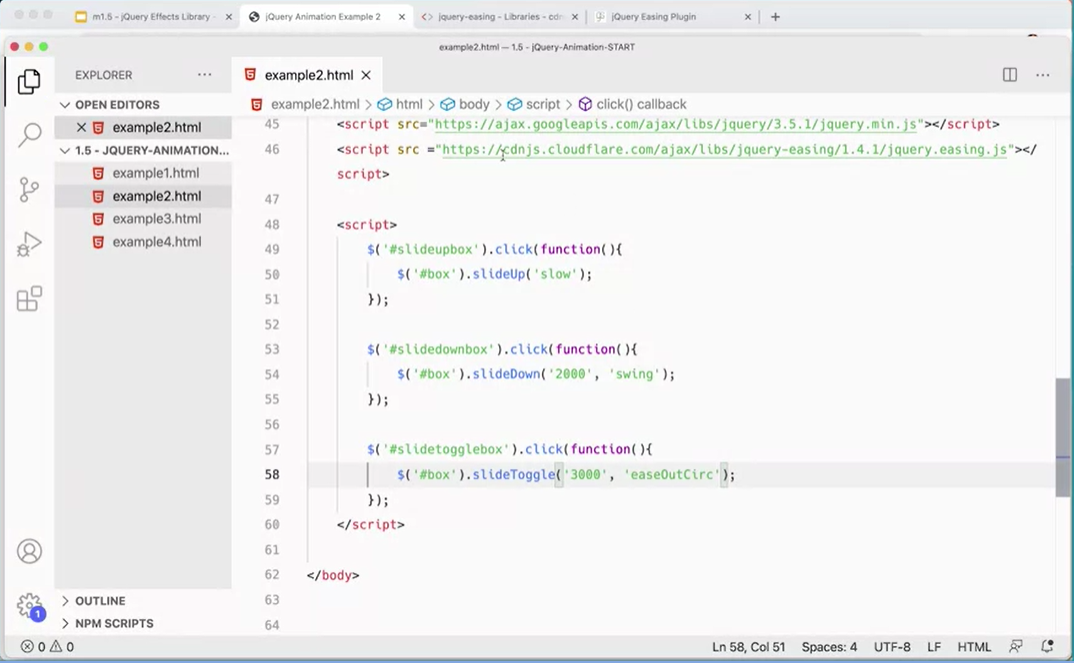 m1.5 - jQuery Effects Library - × jQuery Animation Example 2 × jquery-easing - Libraries - cdn × jQuery Easing Plugin × +
example2.html — 1.5 - jQuery-Animation-START
EXPLORER ··· example2.html ×
OPEN EDITORS
example2.html > html > body > script > click() callback
× example2.html
1.5 - JQUERY-ANIMATION...
example1.html
example2.html
example3.html
example4.html
45 <script src="https://ajax.googleapis.com/ajax/libs/jquery/3.5.1/jquery.min.js"></script>
46 <script src ="https://cdnjs.cloudflare.com/ajax/libs/jquery-easing/1.4.1/jquery.easing.js"></
script>
47
48 <script>
49 $('#slideupbox').click(function(){
50 $('#box').slideUp('slow');
51 });
52
53 $('#slidedownbox').click(function(){
54 $('#box').slideDown('2000', 'swing');
55 });
56
57 $('#slidetogglebox').click(function(){
58 $('#box').slideToggle('3000', 'easeOutCirc');
59 });
60 </script>
61
62 </body>
63
64
OUTLINE
NPM SCRIPTS
1
0 0 Ln 58, Col 51 Spaces: 4 UTF-8 LF HTML